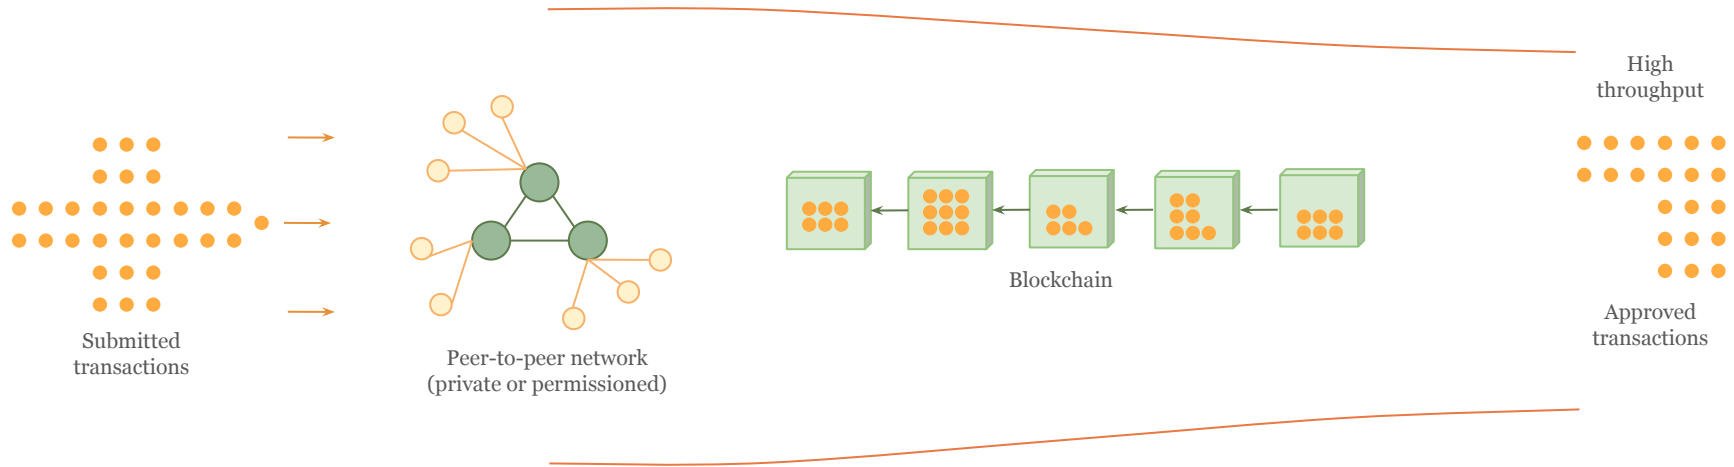 Submitted
transactions
Peer-to-peer network
(private or permissioned)
Blockchain
High
throughput
Approved
transactions